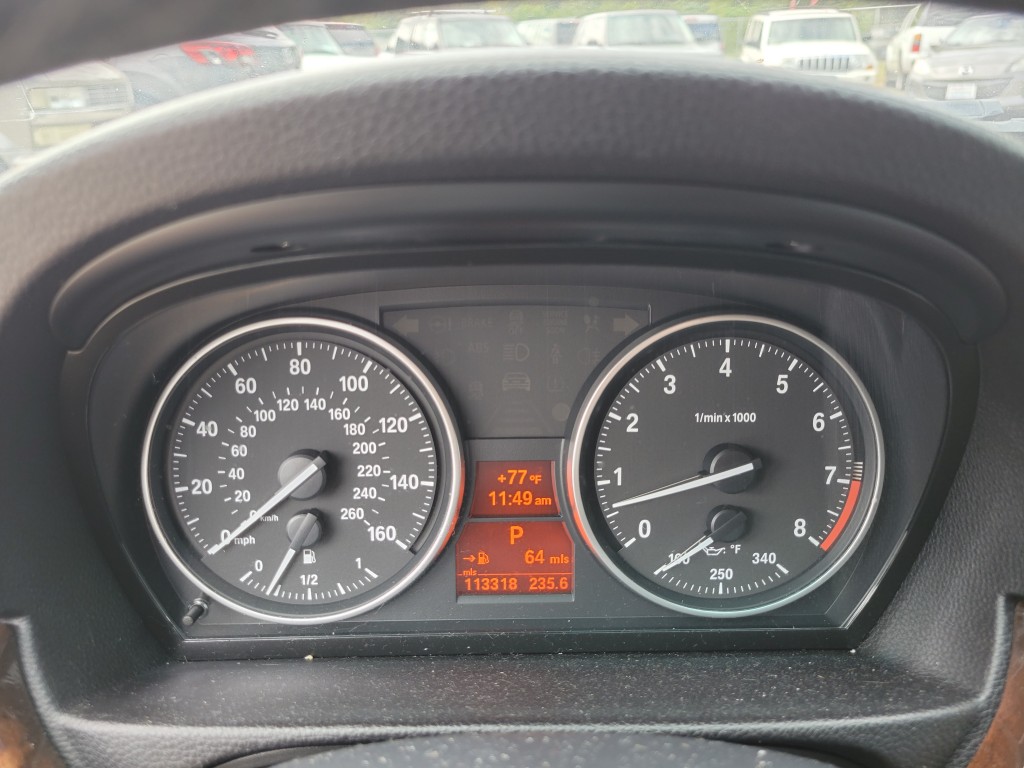 80
60 100
40 120
20 140
0 mph 160
120 140
100 160
80 180
60 200
40 220
20 240
0 km/h 260
0 1/2 1
+77°F
11:49 am
P
64 mls
mls
113318 235.6
4
3 5
2 6
1 7
0 8
1/min x 1000
°F
160 340
250